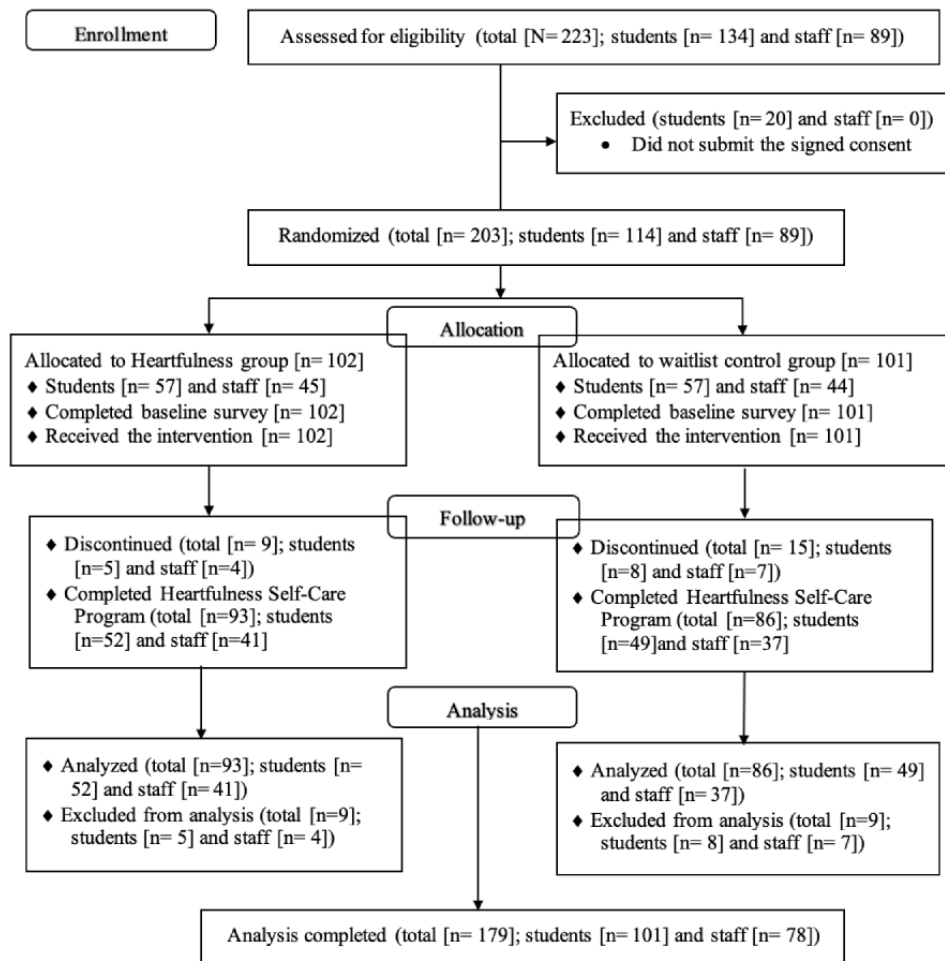 Enrollment
Assessed for eligibility (total [N= 223]; students [n= 134] and staff [n= 89])
Excluded (students [n= 20] and staff [n= 0])
• Did not submit the signed consent
Randomized (total [n= 203]; students [n= 114] and staff [n= 89])
Allocation
Allocated to Heartfulness group [n= 102]
♦ Students [n= 57] and staff [n= 45]
♦ Completed baseline survey [n= 102]
♦ Received the intervention [n= 102]
Allocated to waitlist control group [n= 101]
♦ Students [n= 57] and staff [n= 44]
♦ Completed baseline survey [n= 101]
♦ Received the intervention [n= 101]
Follow-up
♦ Discontinued (total [n= 9]; students
[n=5] and staff [n=4])
♦ Completed Heartfulness Self-Care
Program (total [n=93]; students
[n=52] and staff [n=41]
♦ Discontinued (total [n= 15]; students
[n=8] and staff [n=7])
♦ Completed Heartfulness Self-Care
Program (total [n=86]; students
[n=49]and staff [n=37]
Analysis
♦ Analyzed (total [n=93]; students [n=
52] and staff [n= 41])
♦ Excluded from analysis (total [n=9];
students [n= 5] and staff [n= 4])
♦ Analyzed (total [n=86]; students [n= 49]
and staff [n= 37])
♦ Excluded from analysis (total [n=9];
students [n= 8] and staff [n= 7])
Analysis completed (total [n= 179]; students [n= 101] and staff [n= 78])